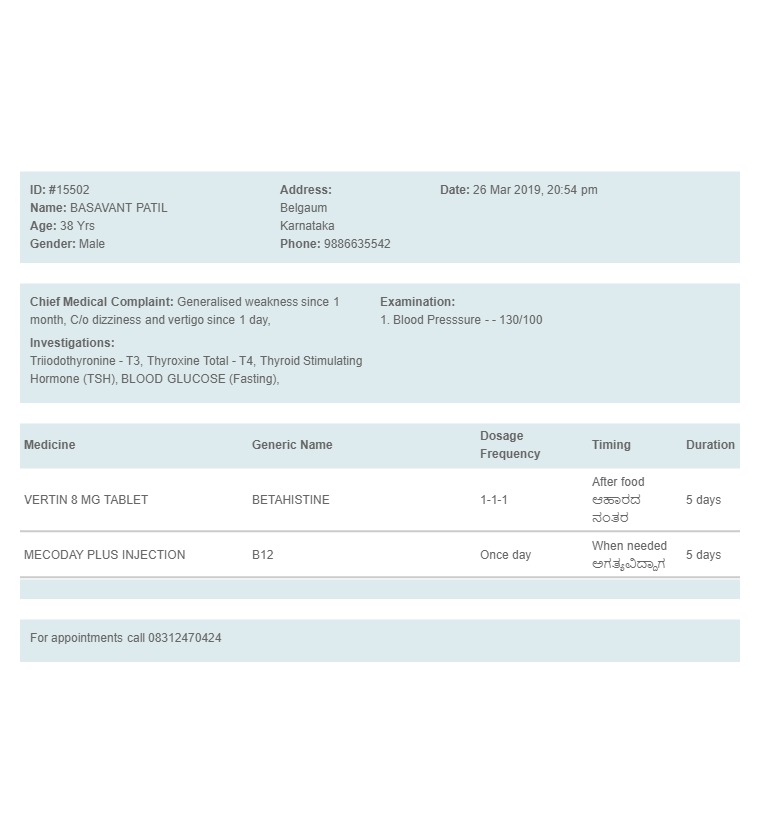 ID: #15502
Name: BASAVANT PATIL
Age: 38 Yrs
Gender: Male
Address:
Belgaum
Karnataka
Phone: 9886635542
Date: 26 Mar 2019, 20:54 pm
Chief Medical Complaint: Generalised weakness since 1
month, C/o dizziness and vertigo since 1 day,
Investigations:
Triiodothyronine - T3, Thyroxine Total - T4, Thyroid Stimulating
Hormone (TSH), BLOOD GLUCOSE (Fasting),
Examination:
1. Blood Presssure - - 130/100
Medicine
Generic Name
Dosage
Frequency
Timing
Duration
VERTIN 8 MG TABLET
BETAHISTINE
1-1-1
After food
ಆಹಾರದ
ನಂತರ
5 days
MECODAY PLUS INJECTION
B12
Once day
When needed
ಅಗತ್ಯವಿದ್ದಾಗ
5 days
For appointments call 08312470424